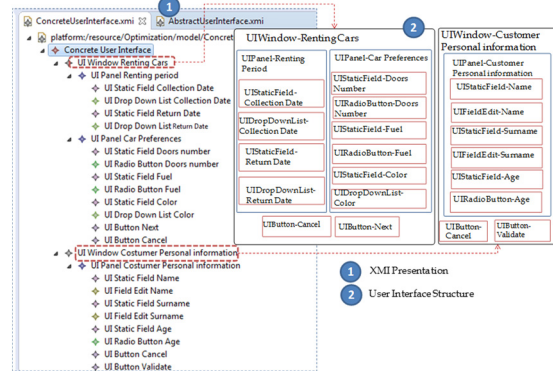 1
ConcreteUserInterface.xmi
AbstractUserInterface.xmi
platform:/resource/Optimization/model/Concret
Concrete User Interface
UI Window Renting Cars
UI Panel Renting period
UI Static Field Collection Date
UI Drop Down List Collection Date
UI Static Field Return Date
UI Drop Down List Return Date
UI Panel Car Preferences
UI Static Field Doors number
UI Radio Button Doors number
UI Static Field Fuel
UI Radio Button Fuel
UI Static Field Color
UI Drop Down List Color
UI Button Next
UI Button Cancel
UI Window Costumer Personal information
UI Panel Costumer Personal information
UI Static Field Name
UI Field Edit Name
UI Static Field Surname
UI Field Edit Surname
UI Static Field Age
UI Radio Button Age
UI Button Cancel
UI Button Validate
2
UIWindow-RentingCars
UIPanel-Renting
Period
UIStaticField-
Collection Date
UIDropDownList-
Collection Date
UIStaticField-
Return Date
UIDropDownList-
Return Date
UIPanel-Car Preferences
UIStaticField-Doors
Number
UIRadioButton-Doors
Number
UIStaticField-Fuel
UIRadioButton-Fuel
UIStaticField-Color
UIDropDownList-
Color
UIButton-Cancel
UIButton-Next
UIWindow-Customer
Personal information
UIPanel-Customer
Personal information
UIStaticField-Name
UIFieldEdit-Name
UIStaticField-Surname
UIFieldEdit-Surname
UIStaticField-Age
UIRadioButton-Age
UIButton-
Cancel
UIButton-
Validate
1 XMI Presentation
2 User Interface Structure